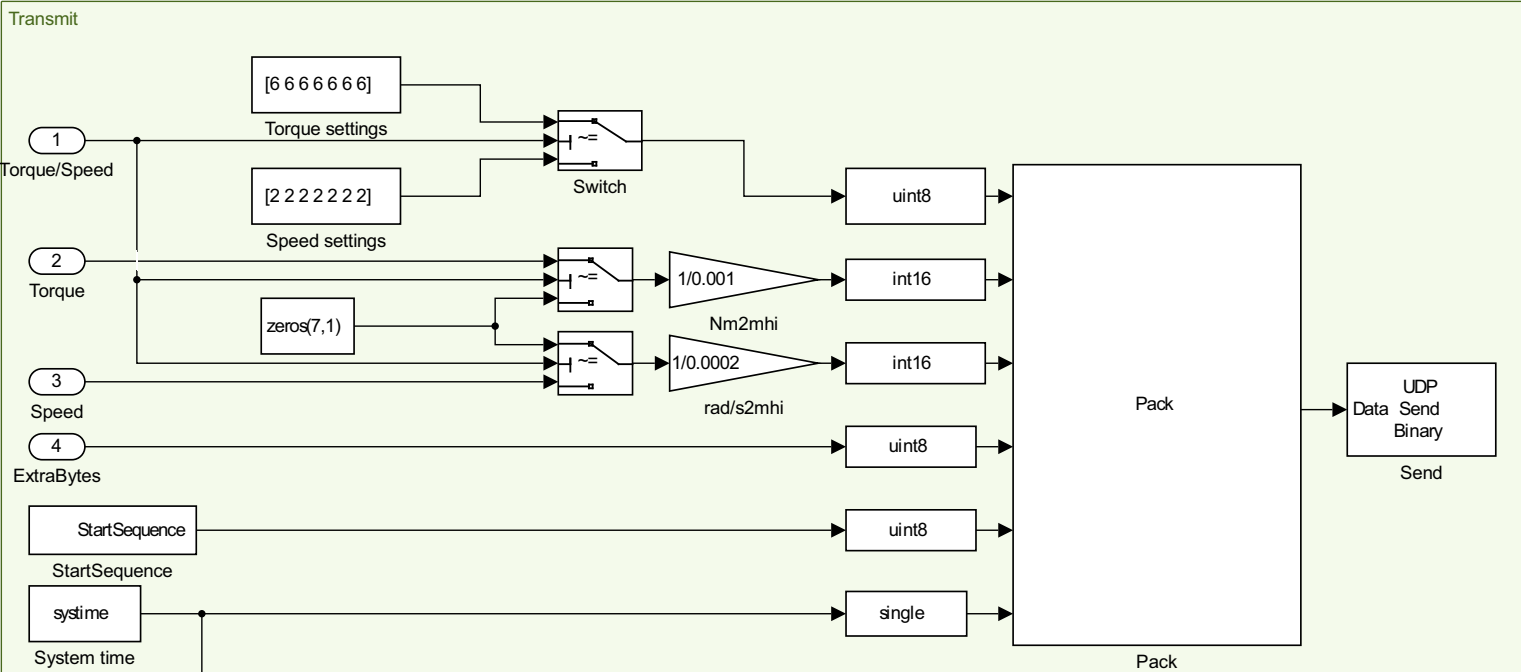 Transmit
[6 6 6 6 6 6 6]
Torque settings
1
Torque/Speed
~=
Switch
[2 2 2 2 2 2 2]
Speed settings
uint8
2
Torque
~=
1/0.001
Nm2mhi
int16
zeros(7,1)
~=
1/0.0002
rad/s2mhi
int16
3
Speed
4
ExtraBytes
uint8
StartSequence
StartSequence
uint8
systime
System time
single
Pack
Pack
UDP
Data Send
Binary
Send